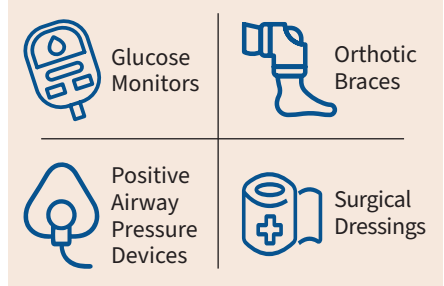 Glucose
Monitors
Orthotic
Braces
Positive
Airway
Pressure
Devices
Surgical
Dressings